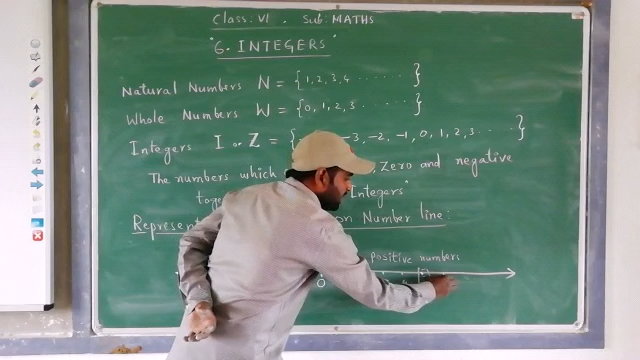 Class: VI . Sub: MATHS
"6. INTEGERS"
Natural Numbers N = {1, 2, 3, 4 ...... }
Whole Numbers W = {0, 1, 2, 3 ...... }
Integers I or Z = { -3, -2, -1, 0, 1, 2, 3 ..... }
The numbers which , Zero and negative
Integers"
on Number line:
Positive numbers
0